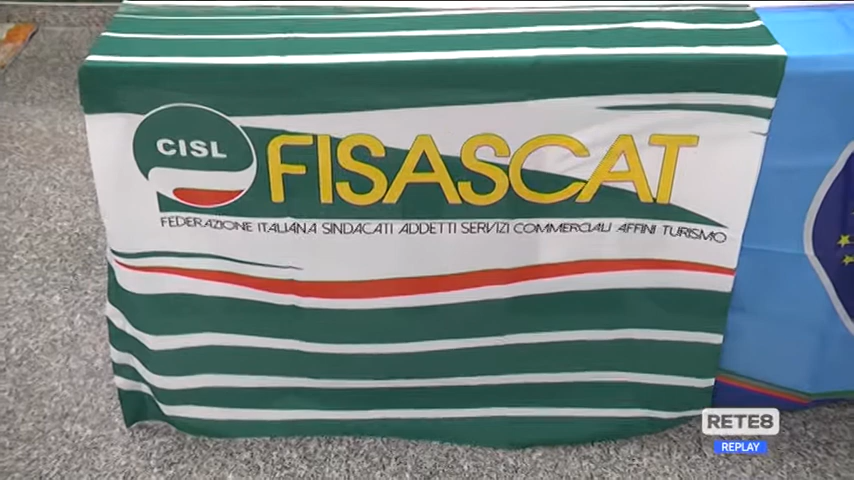 CISL
FISASCAT
FEDERAZIONE ITALIANA SINDACATI ADDETTI SERVIZI COMMERCIALI AFFINI TURISMO
RETE8
REPLAY